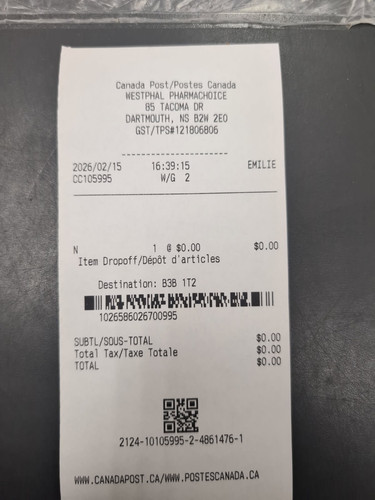 Canada Post/Postes Canada
WESTPHAL PHARMACHOICE
85 TACOMA DR
DARTMOUTH, NS B2W 2E0
GST/TPS#121806806
2026/02/15 16:39:15 EMILIE
CC105995 W/G 2
N 1 @ $0.00 $0.00
Item Dropoff/Dépôt d'articles
Destination: B3B 1T2
1026586026700995
SUBTL/SOUS-TOTAL $0.00
Total Tax/Taxe Totale $0.00
TOTAL $0.00
2124-10105995-2-4861476-1
WWW.CANADAPOST.CA/WWW.POSTESCANADA.CA